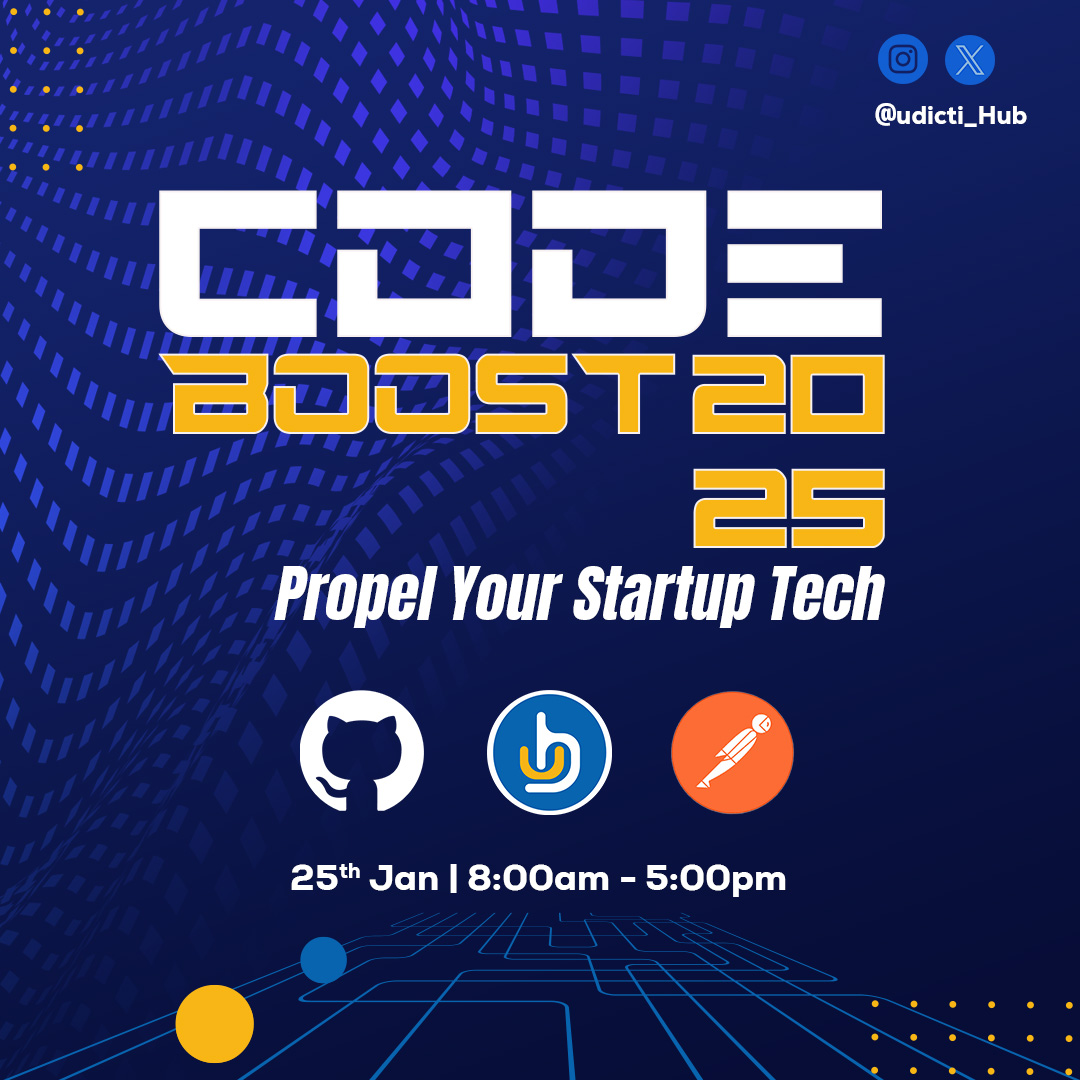 @udicti_Hub
CODE
BOOST 20
25
Propel Your Startup Tech
25th Jan | 8:00am - 5:00pm